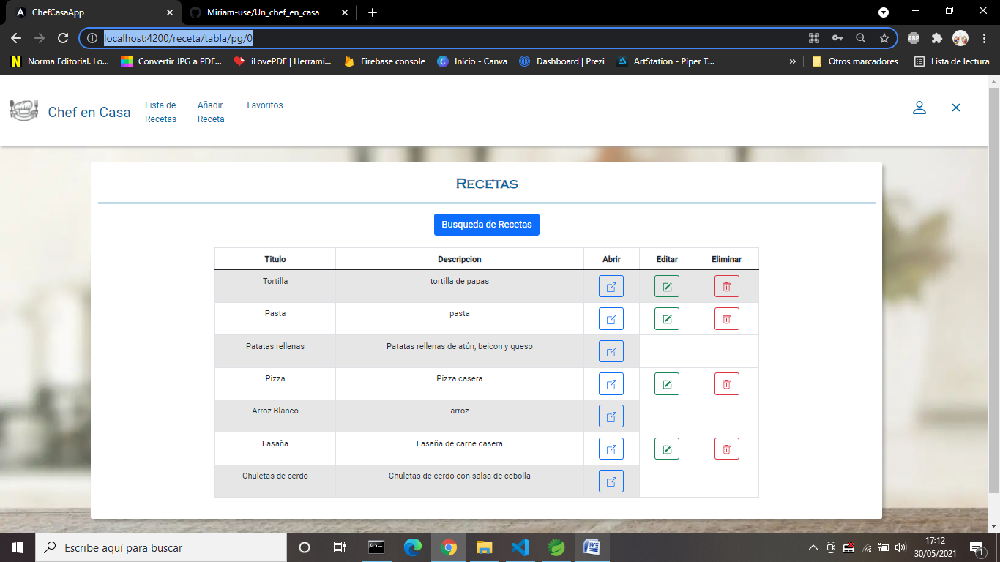 ChefCasaApp
Miriam-use/Un_chef_en_casa
localhost:4200/receta/tabla/pg/0
ABP
N Norma Editorial. Lo...
Convertir JPG a PDF...
iLovePDF | Herrami...
Firebase console
C Inicio - Canva
Dashboard | Prezi
ArtStation - Piper T...
»
Otros marcadores
Lista de lectura
Chef en Casa
Lista de
Recetas
Añadir
Receta
Favoritos
Recetas
Busqueda de Recetas
Titulo Descripcion Abrir Editar Eliminar
Tortilla tortilla de papas
Pasta pasta
Patatas rellenas Patatas rellenas de atún, beicon y queso
Pizza Pizza casera
Arroz Blanco arroz
Lasaña Lasaña de carne casera
Chuletas de cerdo Chuletas de cerdo con salsa de cebolla
Escribe aquí para buscar
17:12
30/05/2021
1